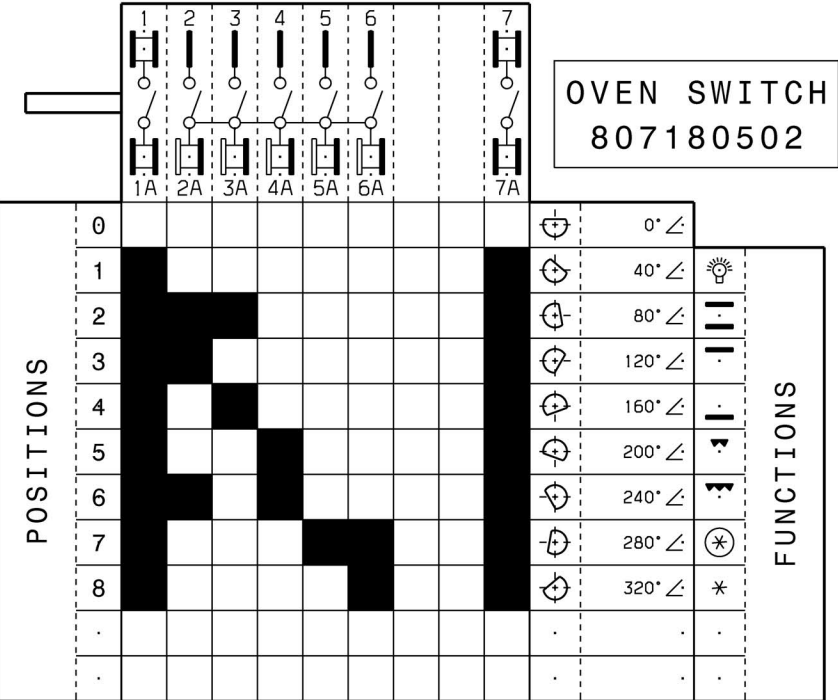 1 2 3 4 5 6 7
1A 2A 3A 4A 5A 6A 7A
OVEN SWITCH
807180502
POSITIONS
FUNCTIONS
0 0°
1 40°
2 80°
3 120°
4 160°
5 200°
6 240°
7 280°
8 320°